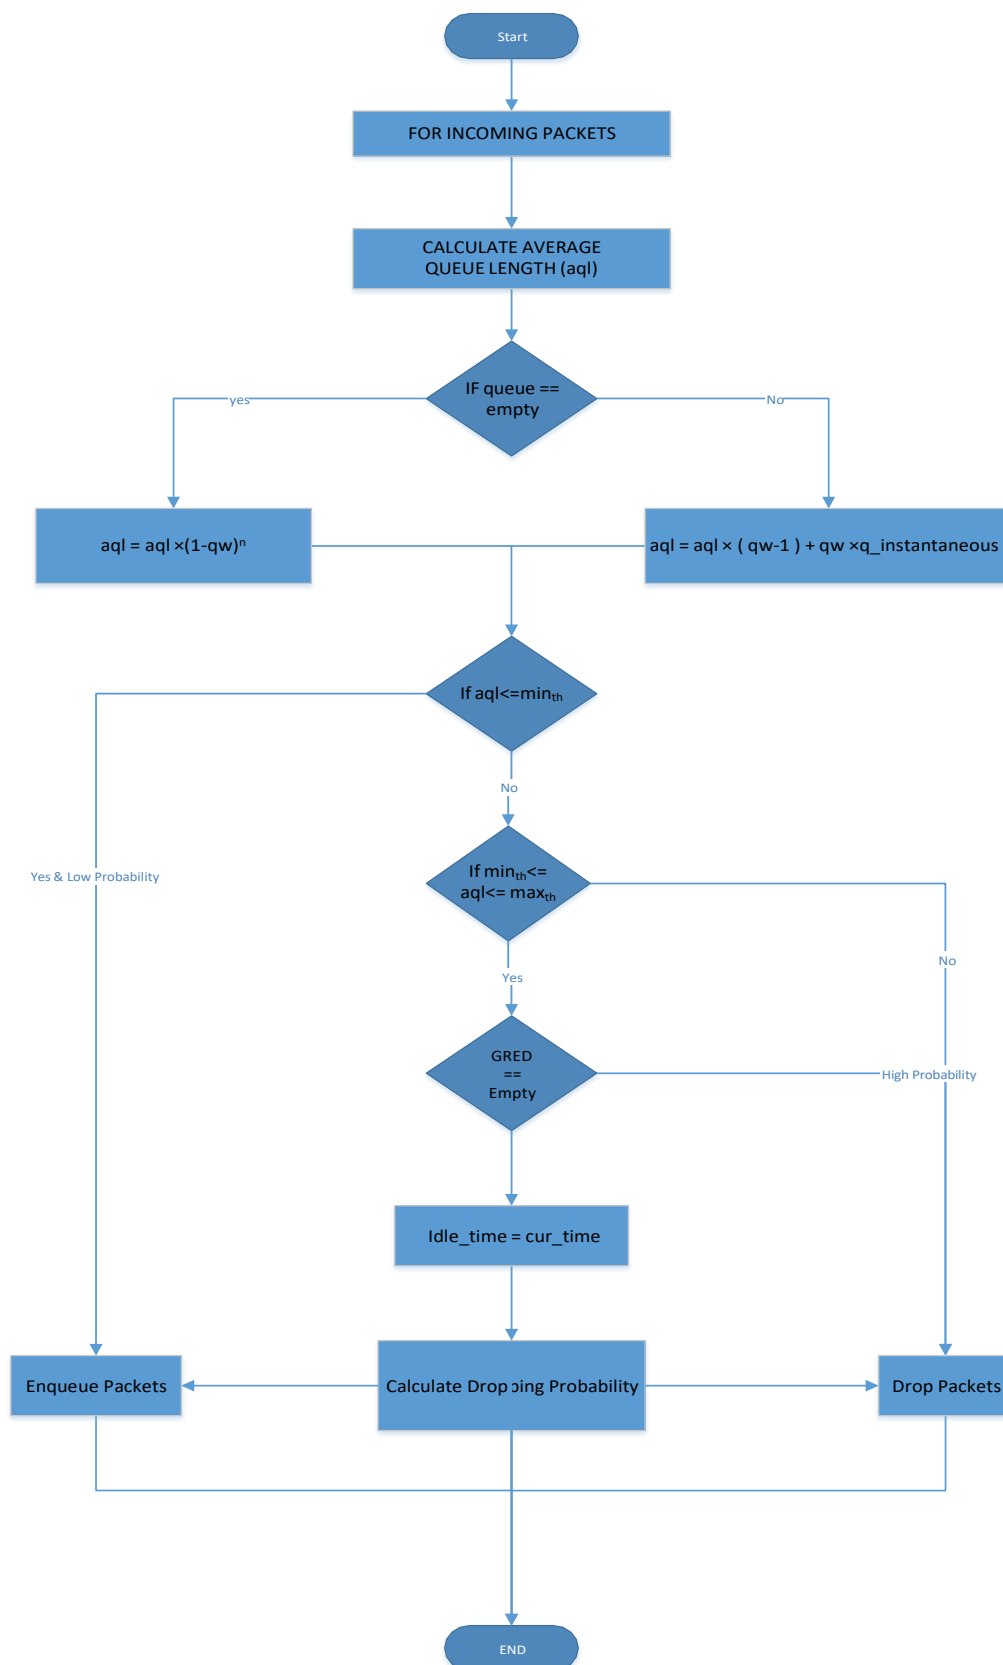 Start
FOR INCOMING PACKETS
CALCULATE AVERAGE
QUEUE LENGTH (aql)
IF queue ==
empty
yes
No
aql = aql ×(1-qw)ⁿ
aql = aql × ( qw-1 ) + qw ×q_instantaneous
If aql<=minth
No
Yes & Low Probability
If minth<=
aql<= maxth
No
Yes
GRED
==
Empty
High Probability
Idle_time = cur_time
Enqueue Packets
Calculate Dropping Probability
Drop Packets
END